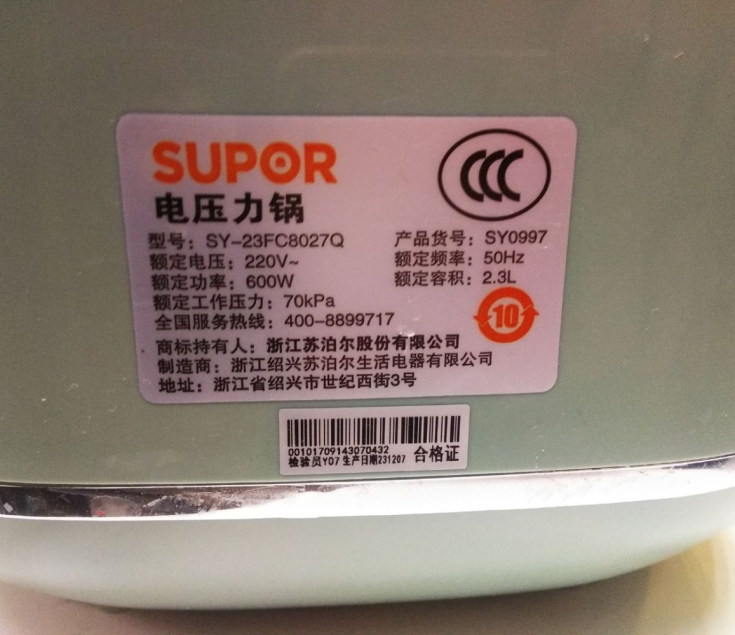 SUPOR
CCC
电压力锅
型号：SY-23FC8027Q 产品货号：SY0997
额定电压：220V~ 额定频率：50Hz
额定功率：600W 额定容积：2.3L
额定工作压力：70kPa
10
全国服务热线：400-8899717
商标持有人：浙江苏泊尔股份有限公司
制造商：浙江绍兴苏泊尔生活电器有限公司
地址：浙江省绍兴市世纪西街3号
00101709143070432
检验员Y07 生产日期231207 合格证